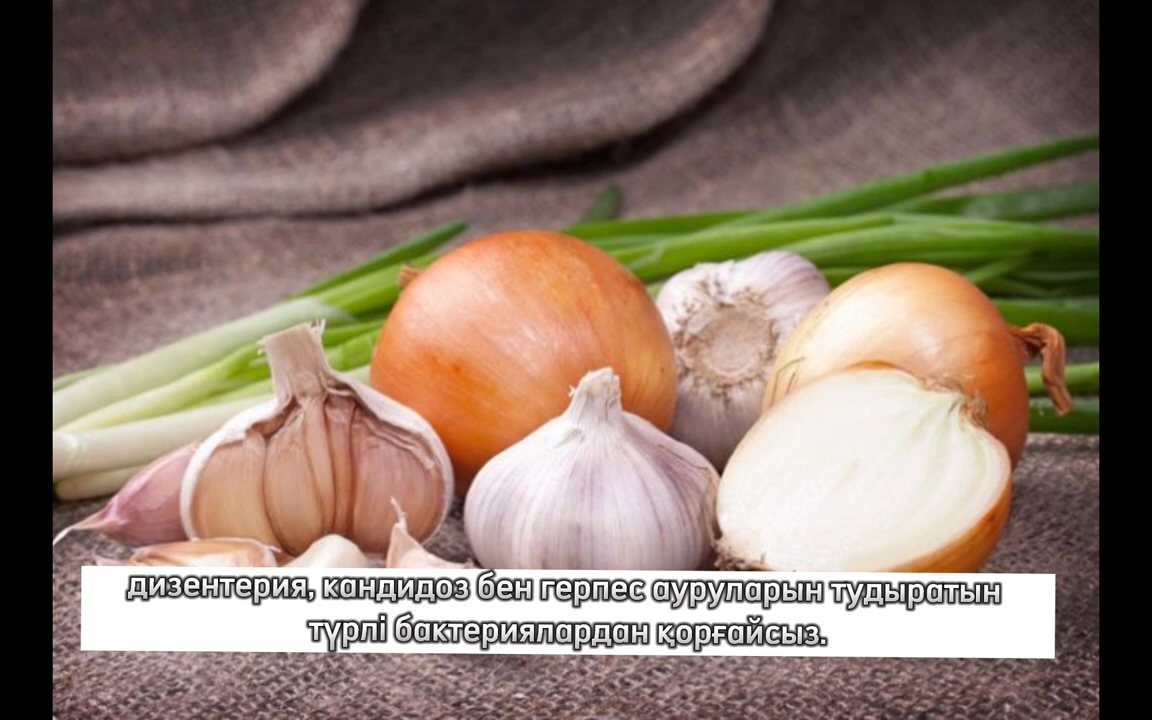 дизентерия, кандидоз бен герпес ауруларын тудыратын
түрлі бактериялардан қорғайсыз.